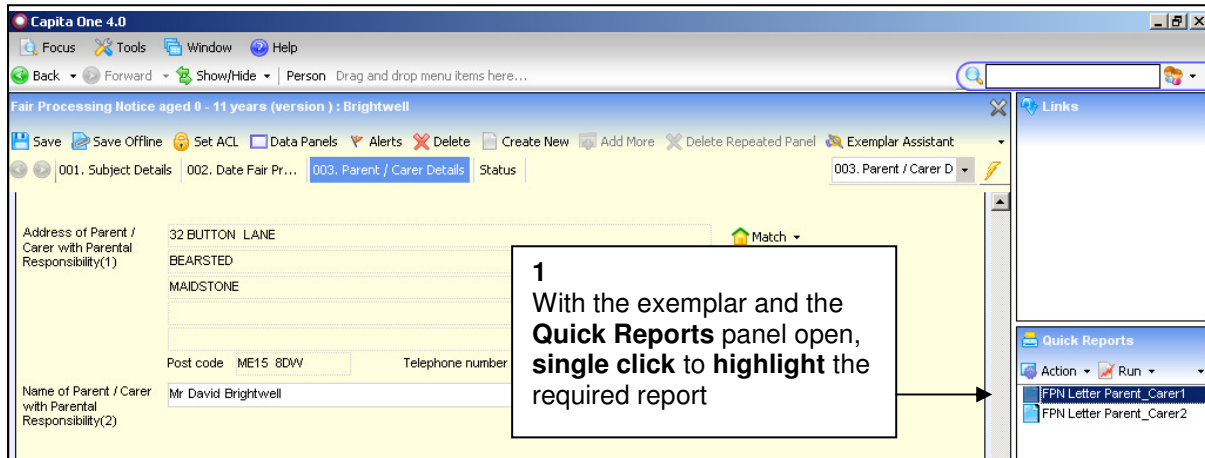 Capita One 4.0
Focus Tools Window Help
Back Forward Show/Hide Person Drag and drop menu items here...
Fair Processing Notice aged 0 - 11 years (version ) : Brightwell
Links
Save Save Offline Set ACL Data Panels Alerts Delete Create New Add More Delete Repeated Panel Exemplar Assistant
001. Subject Details 002. Date Fair Pr... 003. Parent / Carer Details Status 003. Parent / Carer D
Address of Parent /
Carer with Parental
Responsibility(1)
32 BUTTON LANE
Match
BEARSTED
MAIDSTONE
Post code ME15 8DW Telephone number
Name of Parent / Carer
with Parental
Responsibility(2)
Mr David Brightwell
1
With the exemplar and the
Quick Reports panel open,
single click to highlight the
required report
Quick Reports
Action Run
FPN Letter Parent_Carer1
FPN Letter Parent_Carer2